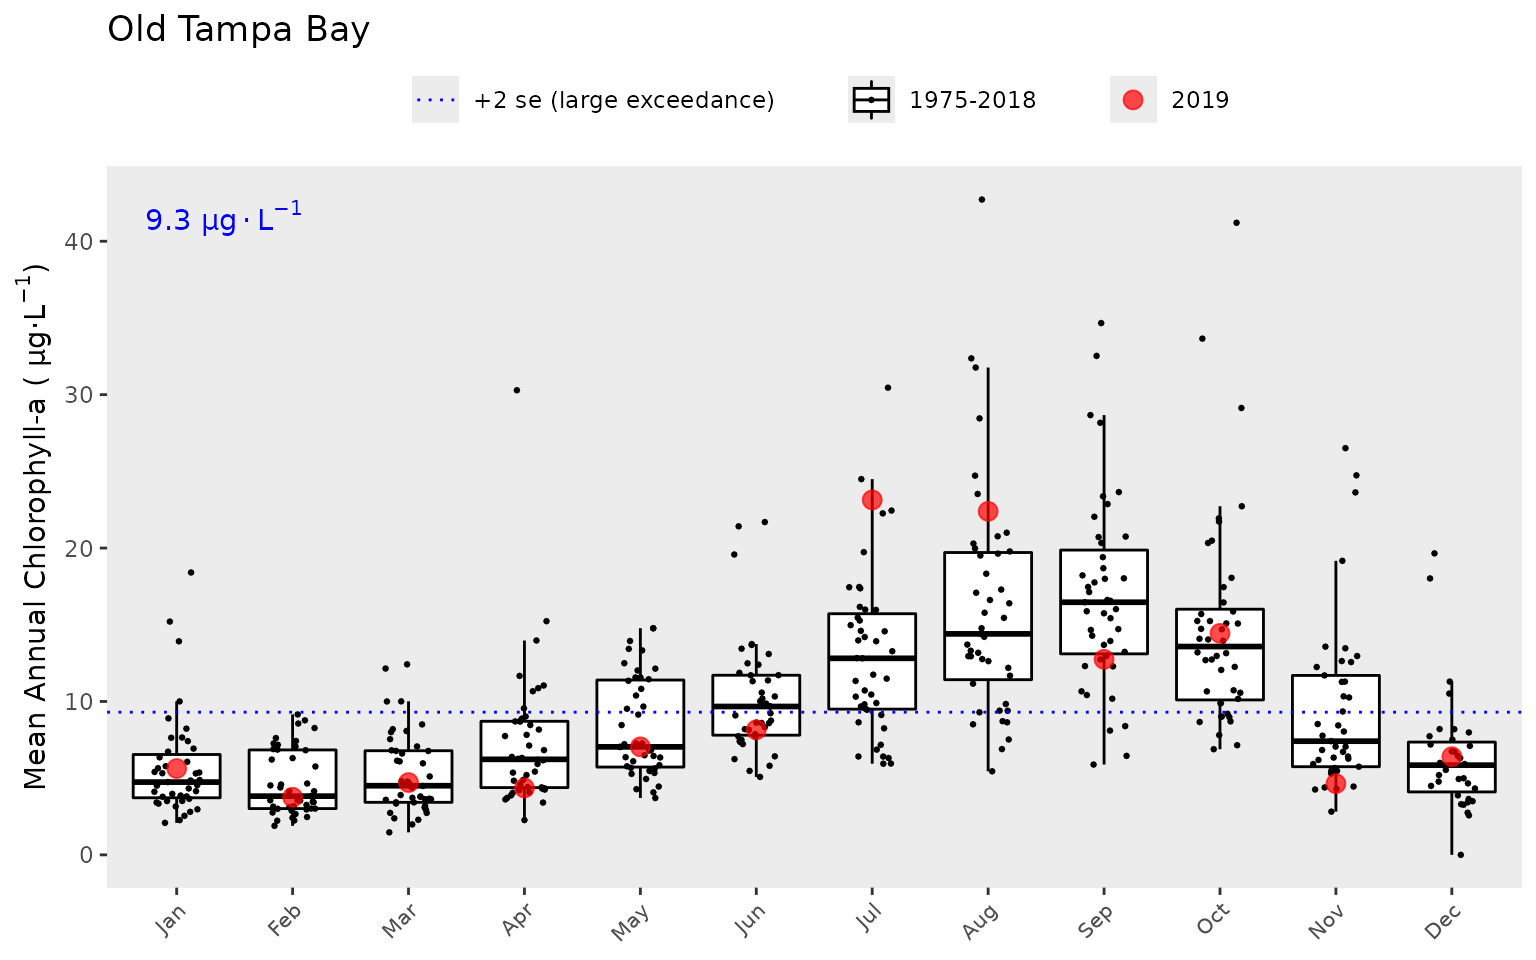 Old Tampa Bay
+2 se (large exceedance) 1975-2018 2019
9.3 µg·L⁻¹
Mean Annual Chlorophyll-a ( µg·L⁻¹)
40
30
20
10
0
Jan Feb Mar Apr May Jun Jul Aug Sep Oct Nov Dec